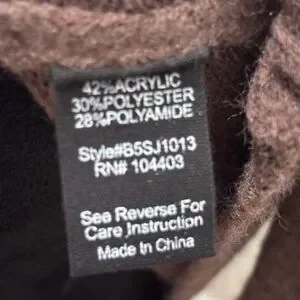 42%ACRYLIC
30%POLYESTER
28%POLYAMIDE
Style#B5SJ1013
RN# 104403
See Reverse For
Care Instruction
Made In China